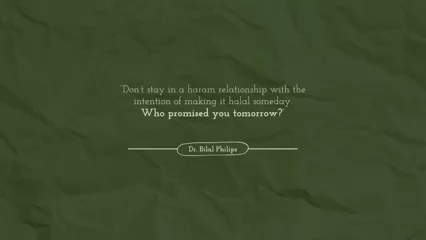 "Don't stay in a haram relationship with the
intention of making it halal someday.
Who promised you tomorrow?"
Dr. Bilal Philips